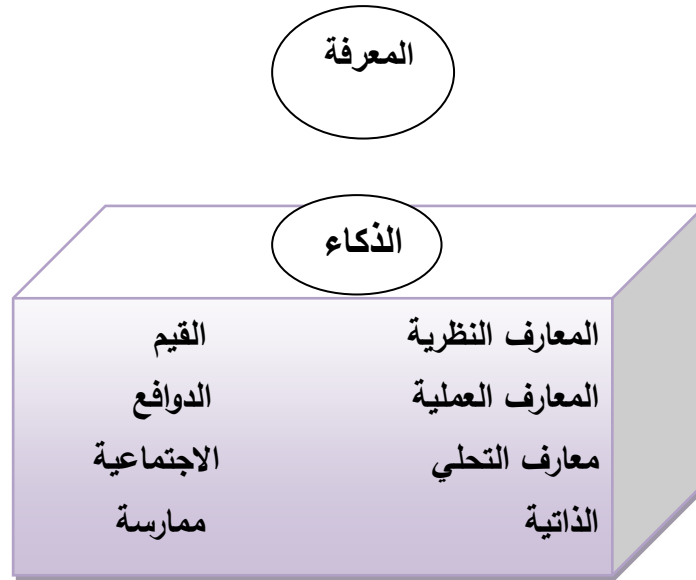 المعرفة
الذكاء
المعارف النظرية القيم
المعارف العملية الدوافع
معارف التحلي الاجتماعية
الذاتية ممارسة